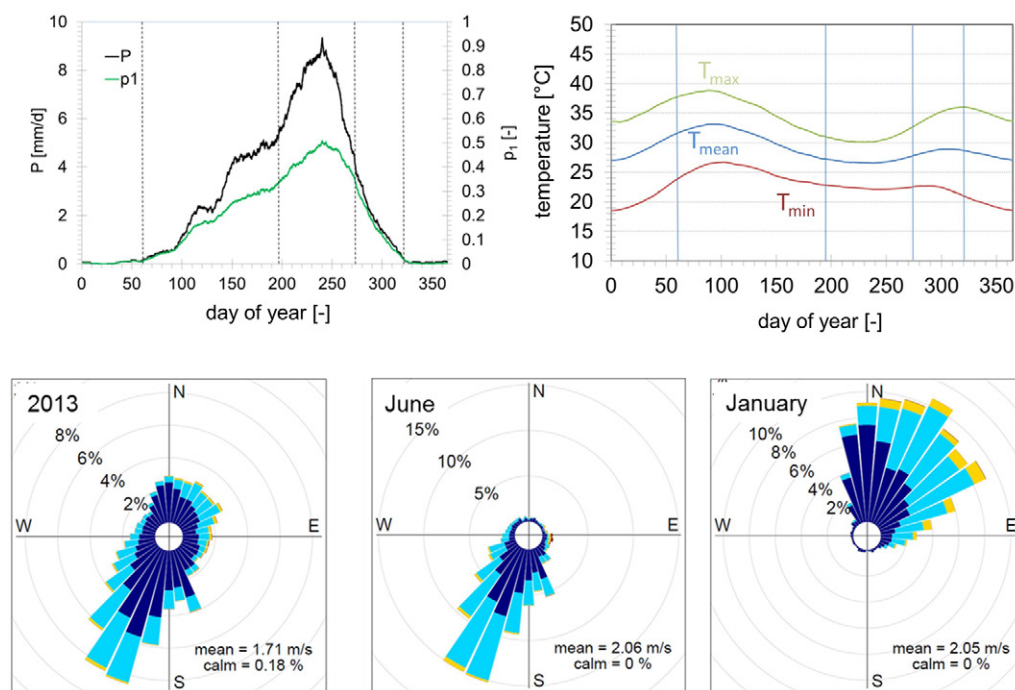 10
8
6
4
2
0
P [mm/d]
P
p1
1
0.9
0.8
0.7
0.6
0.5
0.4
0.3
0.2
0.1
0
p₁ [-]
0 50 100 150 200 250 300 350
day of year [-]
50
45
40
35
30
25
20
15
10
temperature [°C]
Tmax
Tmean
Tmin
0 50 100 150 200 250 300 350
day of year [-]
2013
N
8%
6%
4%
2%
W E
mean = 1.71 m/s
calm = 0.18 %
S
June
N
15%
10%
5%
W E
mean = 2.06 m/s
calm = 0 %
S
January
N
10%
8%
6%
4%
2%
W E
mean = 2.05 m/s
calm = 0 %
S